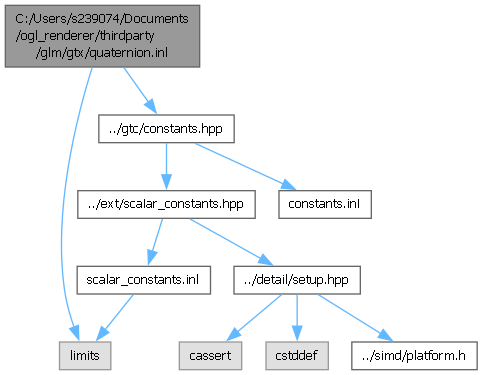 C:/Users/s239074/Documents
/ogl_renderer/thirdparty
/glm/gtx/quaternion.inl
../gtc/constants.hpp
../ext/scalar_constants.hpp
constants.inl
scalar_constants.inl
../detail/setup.hpp
limits
cassert
cstddef
../simd/platform.h